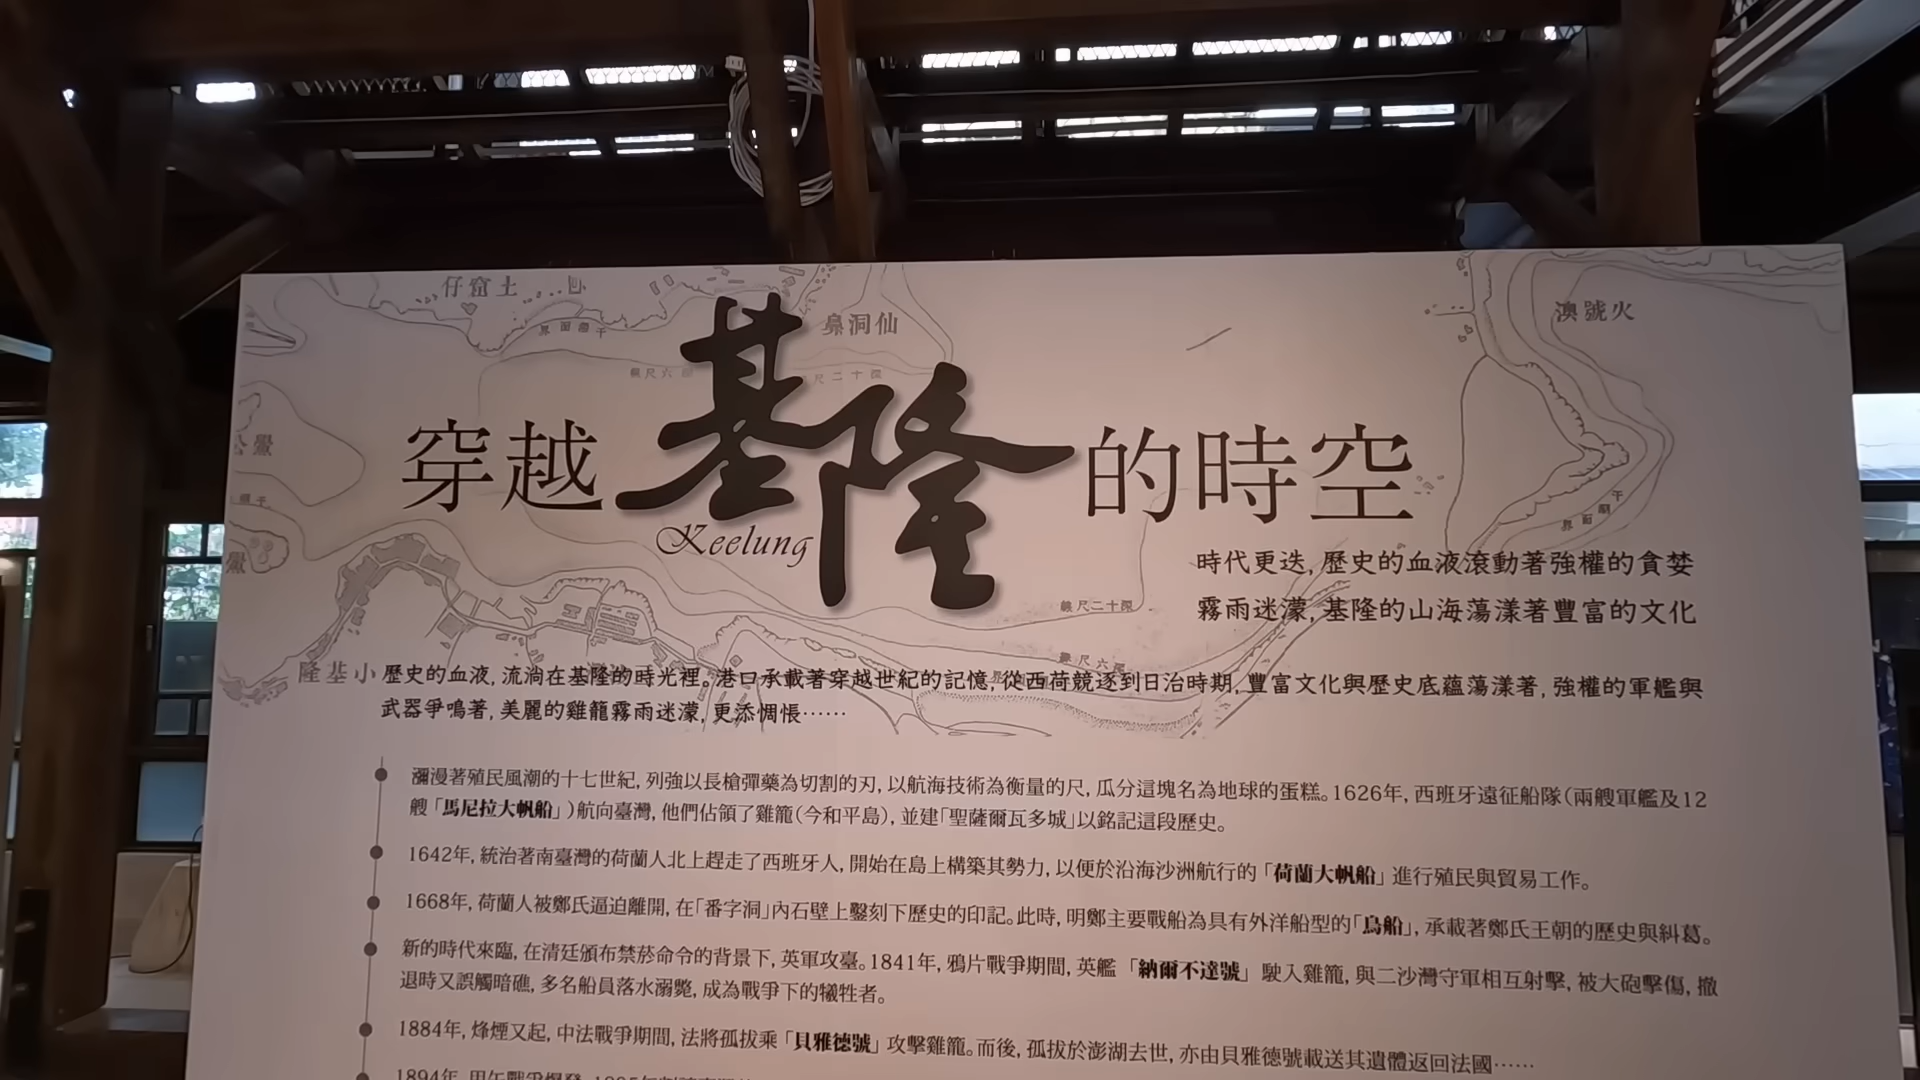 仔窟土
鼻洞仙
澳號火
穿越基隆的時空
Keelung
時代更迭,歷史的血液滾動著強權的貪婪
霧雨迷濛,基隆的山海蕩漾著豐富的文化
隆基小
歷史的血液,流淌在基隆的時光裡。港口承載著穿越世紀的記憶,從西荷競逐到日治時期,豐富文化與歷史底蘊蕩漾著,強權的軍艦與
武器爭鳴著,美麗的雞籠霧雨迷濛,更添惆悵……
瀰漫著殖民風潮的十七世紀,列強以長槍彈藥為切割的刃,以航海技術為衡量的尺,瓜分這塊名為地球的蛋糕。1626年,西班牙遠征船隊(兩艘軍艦及12
艘「馬尼拉大帆船」)航向臺灣,他們佔領了雞籠(今和平島),並建「聖薩爾瓦多城」以銘記這段歷史。
1642年,統治著南臺灣的荷蘭人北上趕走了西班牙人,開始在島上構築其勢力,以便於沿海沙洲航行的「荷蘭大帆船」進行殖民與貿易工作。
1668年,荷蘭人被鄭氏逼迫離開,在「番字洞」內石壁上鑿刻下歷史的印記。此時,明鄭主要戰船為具有外洋船型的「鳥船」,承載著鄭氏王朝的歷史與糾葛。
新的時代來臨,在清廷頒布禁菸命令的背景下,英軍攻臺。1841年,鴉片戰爭期間,英艦「納爾不達號」駛入雞籠,與二沙灣守軍相互射擊,被大砲擊傷,撤
退時又誤觸暗礁,多名船員落水溺斃,成為戰爭下的犧牲者。
1884年,烽煙又起,中法戰爭期間,法將孤拔乘「貝雅德號」攻擊雞籠。而後,孤拔於澎湖去世,亦由貝雅德號載送其遺體返回法國……
1894年,甲午戰爭爆發,1895年